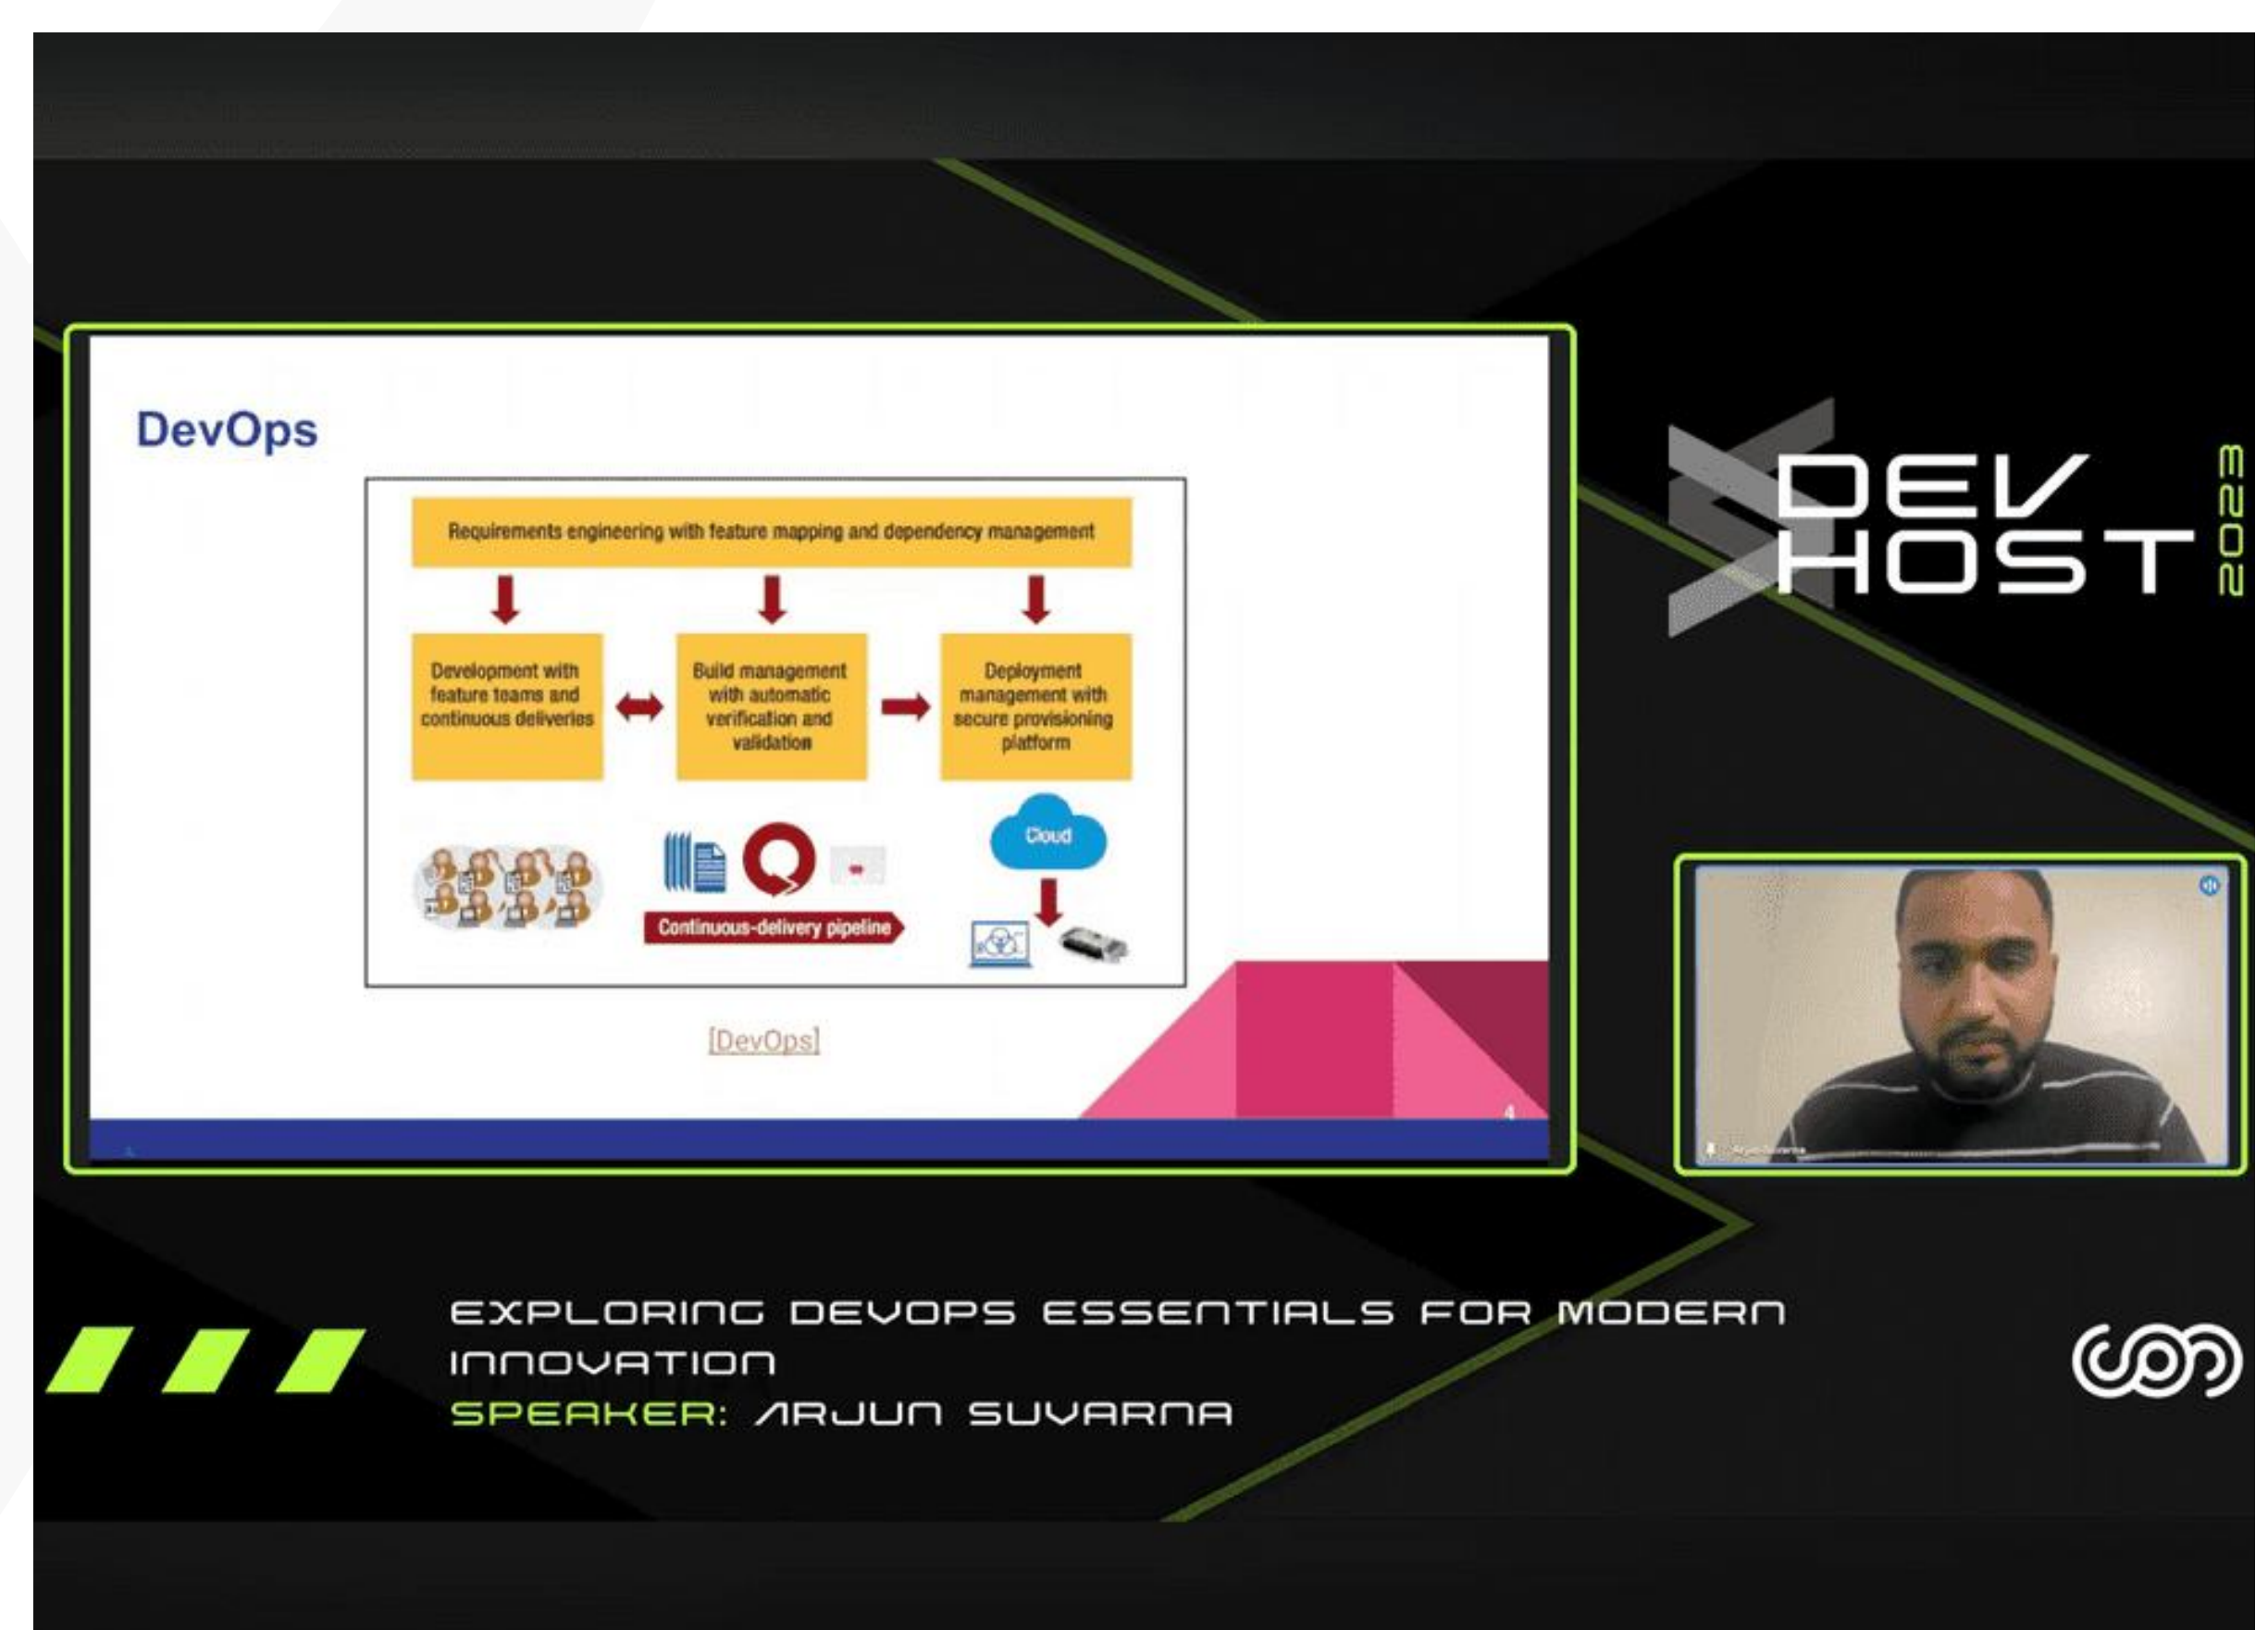 DevOps
Requirements engineering with feature mapping and dependency management
Development with
feature teams and
continuous deliveries
Build management
with automatic
verification and
validation
Deployment
management with
secure provisioning
platform
Cloud
Continuous-delivery pipeline
[DevOps]
4
DEV
HOST
2023
EXPLORING DEVOPS ESSENTIALS FOR MODERN
INNOVATION
SPEAKER: ARJUN SUVARNA